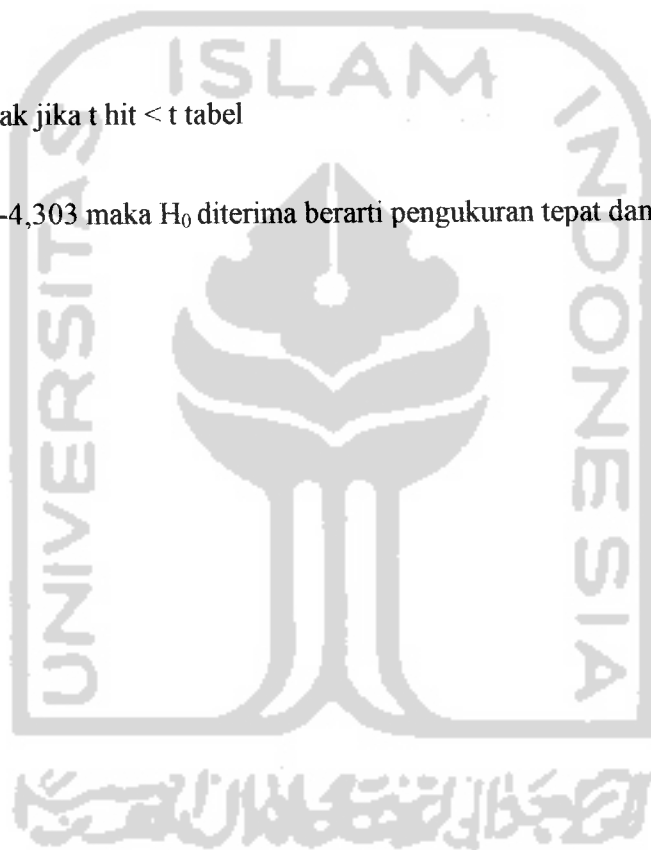 ISLAM
UNIVERSITAS
INDONESIA
ak jika t hit < t tabel
-4,303 maka H₀ diterima berarti pengukuran tepat dan